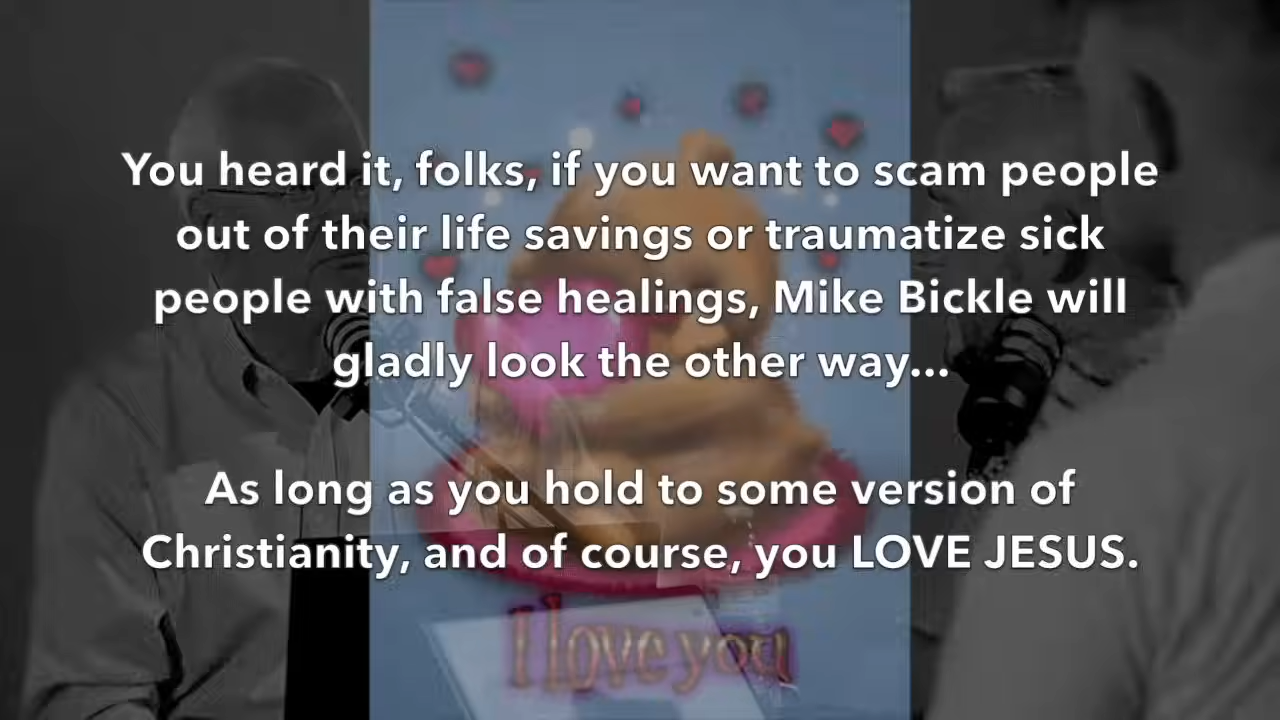 You heard it, folks, if you want to scam people
out of their life savings or traumatize sick
people with false healings, Mike Bickle will
gladly look the other way...
As long as you hold to some version of
Christianity, and of course, you LOVE JESUS.
I love you